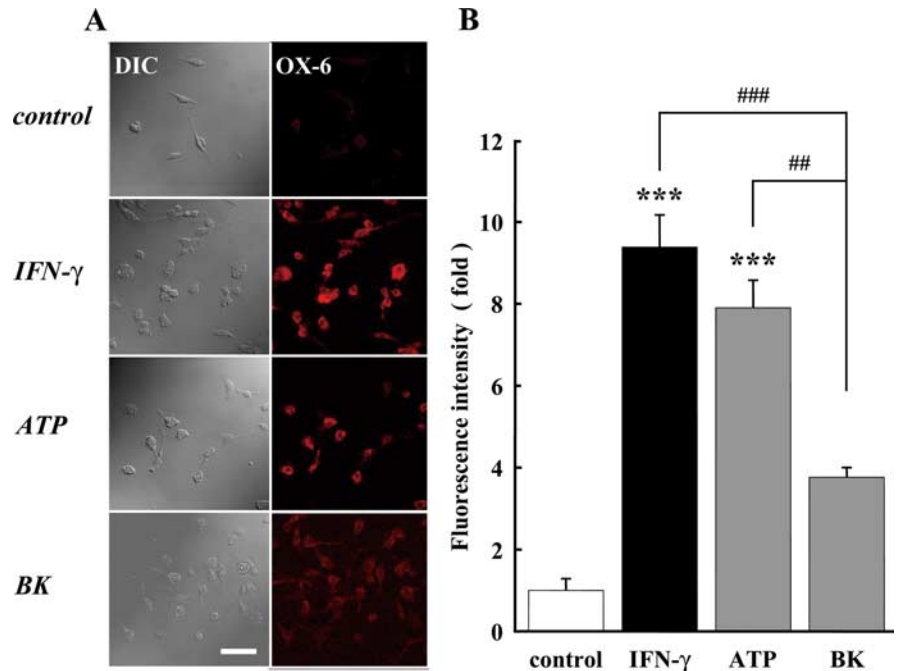 A
DIC
OX-6
control
IFN-γ
ATP
BK
B
###
##
***
***
Fluorescence intensity ( fold )
12
10
8
6
4
2
0
control
IFN-γ
ATP
BK